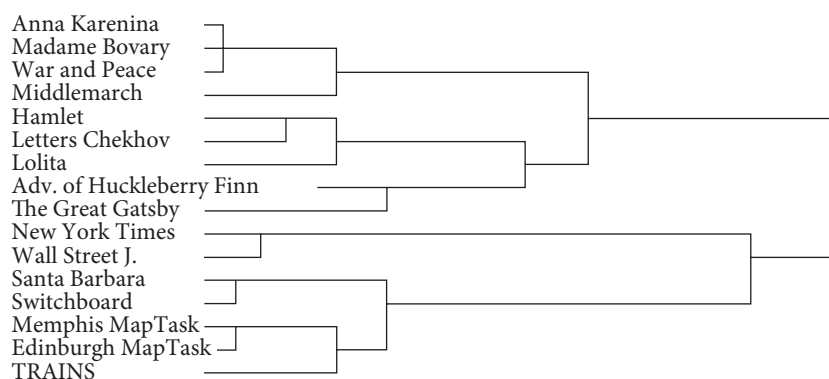 Anna Karenina
Madame Bovary
War and Peace
Middlemarch
Hamlet
Letters Chekhov
Lolita
Adv. of Huckleberry Finn
The Great Gatsby
New York Times
Wall Street J.
Santa Barbara
Switchboard
Memphis MapTask
Edinburgh MapTask
TRAINS